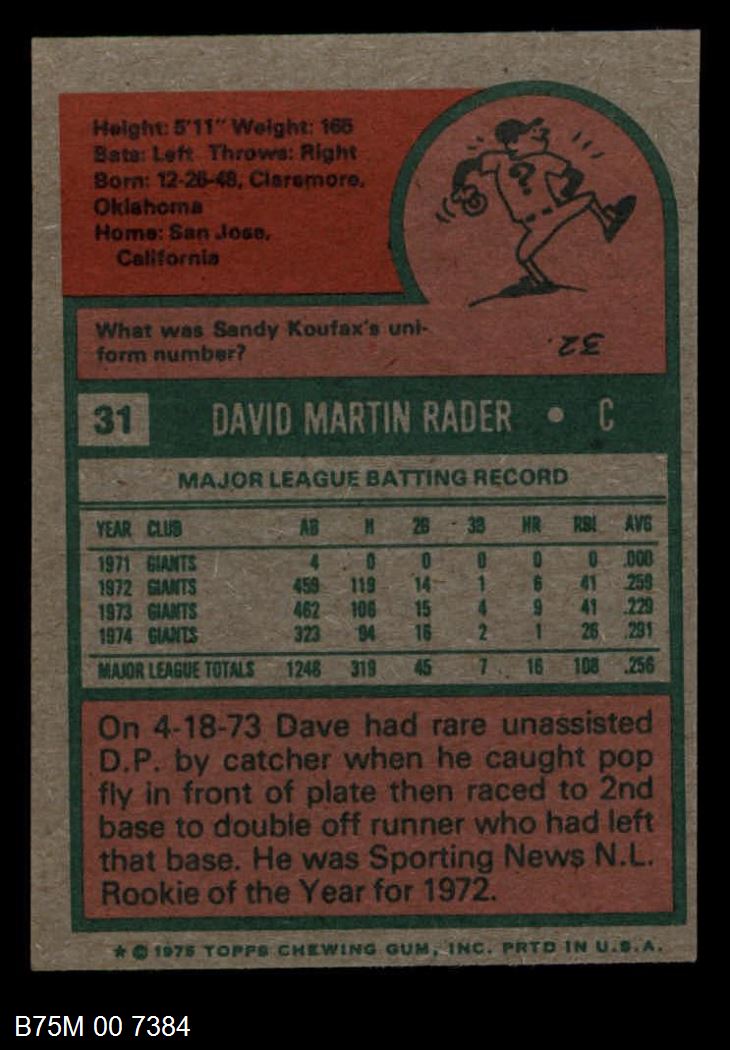 Height: 5'11" Weight: 165
Bats: Left Throws: Right
Born: 12-26-48, Claremore,
Oklahoma
Home: San Jose,
California
?
What was Sandy Koufax's uni-
form number?
32.
31 DAVID MARTIN RADER • C
MAJOR LEAGUE BATTING RECORD
YEAR CLUB AB H 2B 3B HR RBI AVG
1971 GIANTS 4 0 0 0 0 0 .000
1972 GIANTS 459 119 14 1 6 41 .259
1973 GIANTS 462 106 15 4 9 41 .229
1974 GIANTS 323 94 16 2 1 26 .291
MAJOR LEAGUE TOTALS 1248 319 45 7 16 108 .256
On 4-18-73 Dave had rare unassisted
D.P. by catcher when he caught pop
fly in front of plate then raced to 2nd
base to double off runner who had left
that base. He was Sporting News N.L.
Rookie of the Year for 1972.
★ © 1975 TOPPS CHEWING GUM, INC. PRTD IN U.S.A.
B75M 00 7384